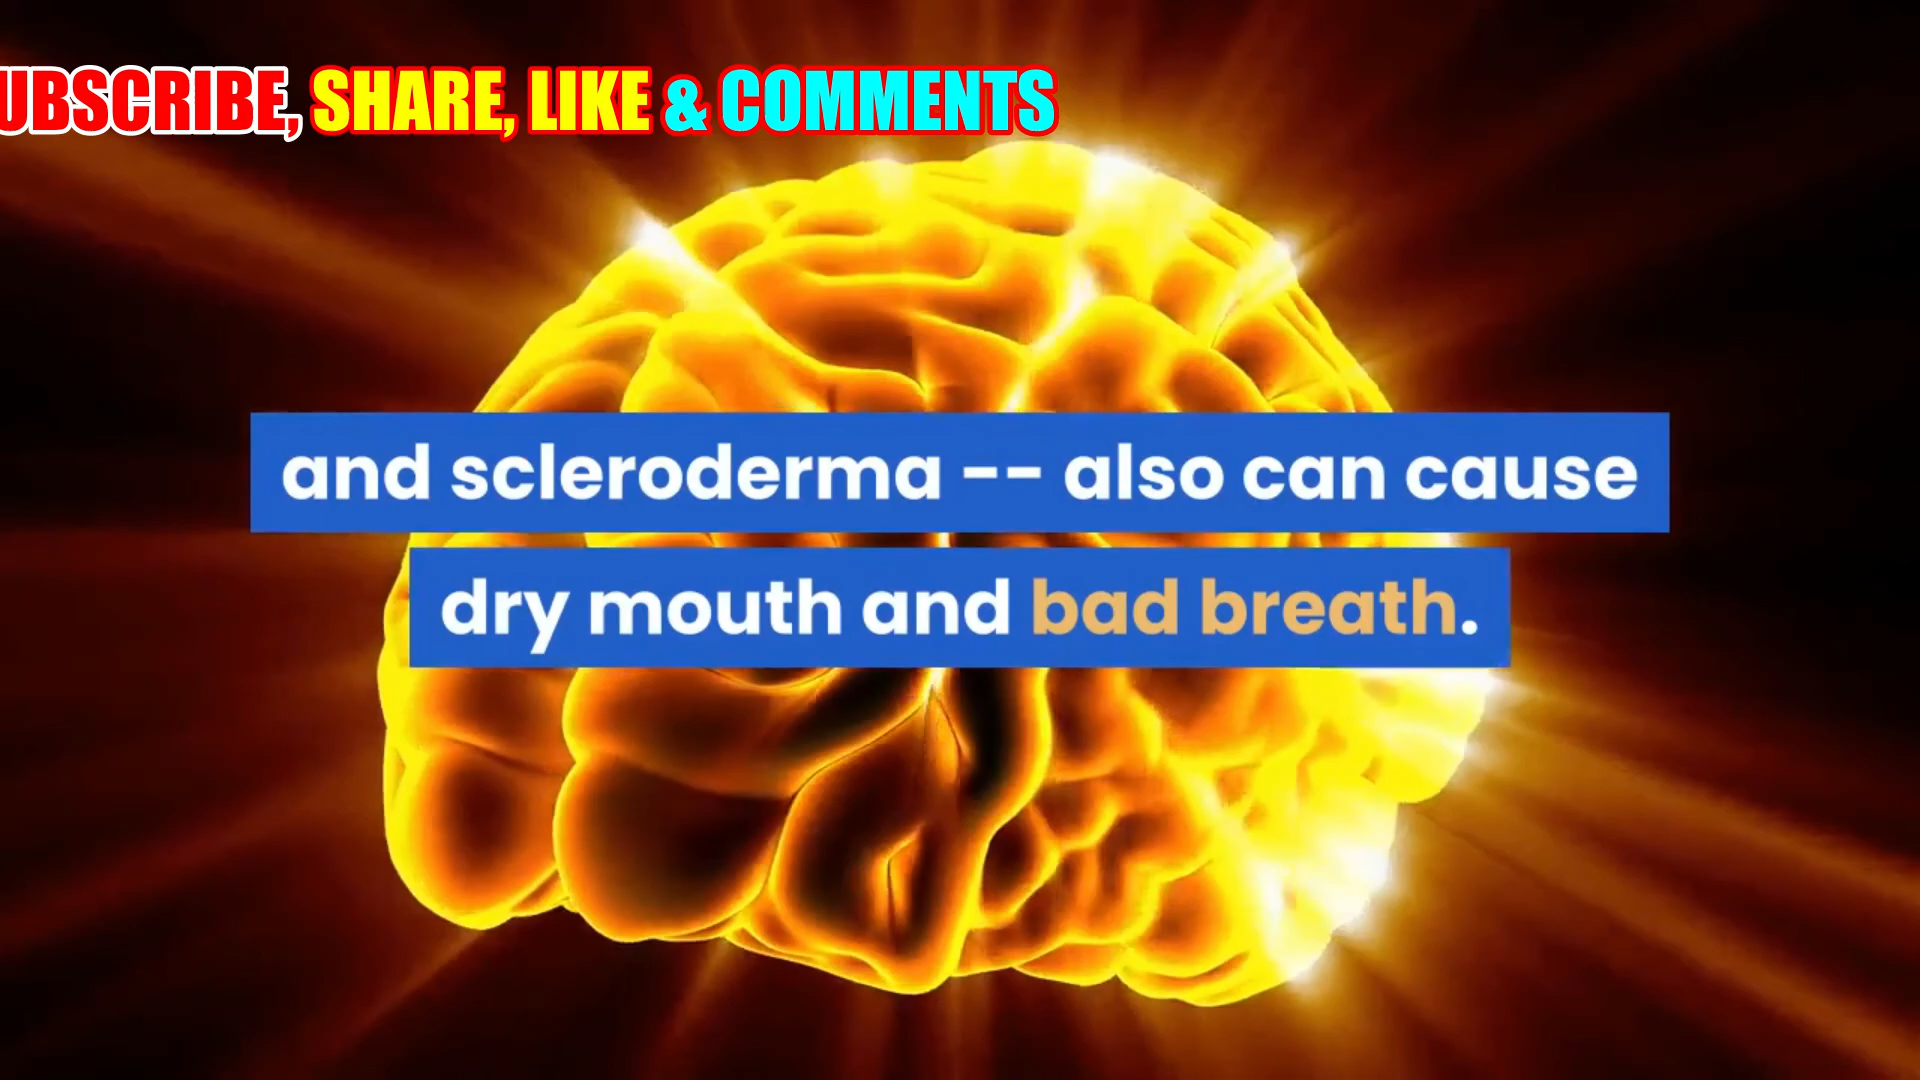 UBSCRIBE, SHARE, LIKE & COMMENTS
and scleroderma -- also can cause
dry mouth and bad breath.